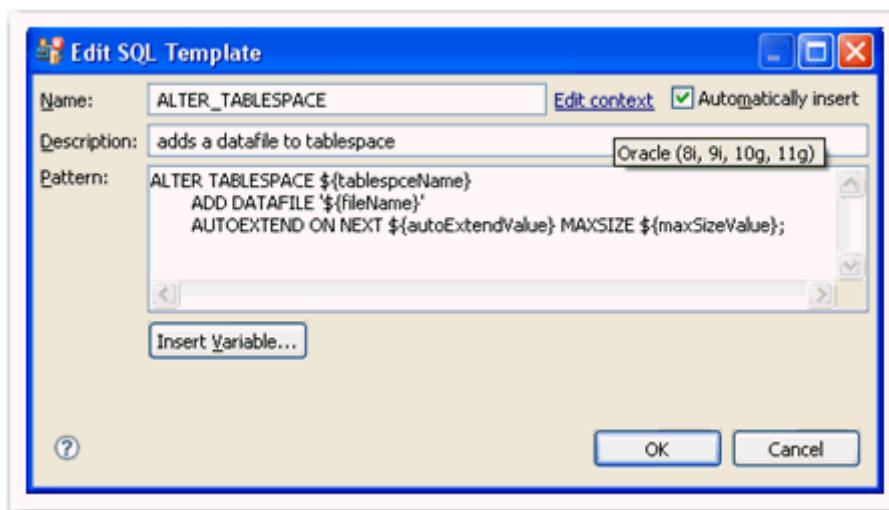 Edit SQL Template
Name: ALTER_TABLESPACE Edit context Automatically insert
Description: adds a datafile to tablespace
Oracle (8i, 9i, 10g, 11g)
Pattern: ALTER TABLESPACE ${tablespceName}
ADD DATAFILE '${fileName}'
AUTOEXTEND ON NEXT ${autoExtendValue} MAXSIZE ${maxSizeValue};
Insert Variable...
? OK Cancel